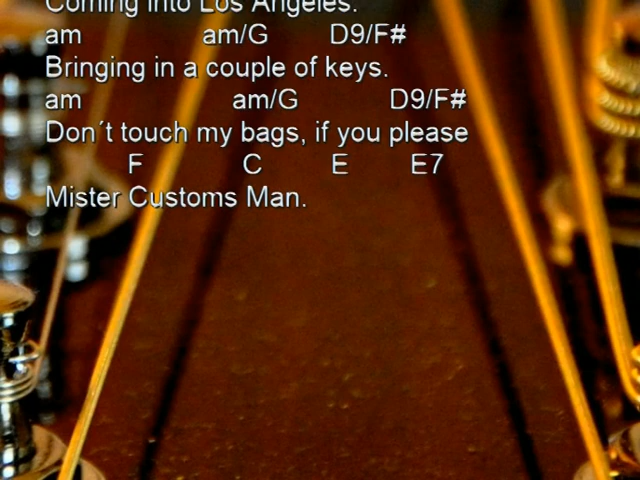 Coming into Los Angeles.
am am/G D9/F#
Bringing in a couple of keys.
am am/G D9/F#
Don´t touch my bags, if you please
F C E E7
Mister Customs Man.